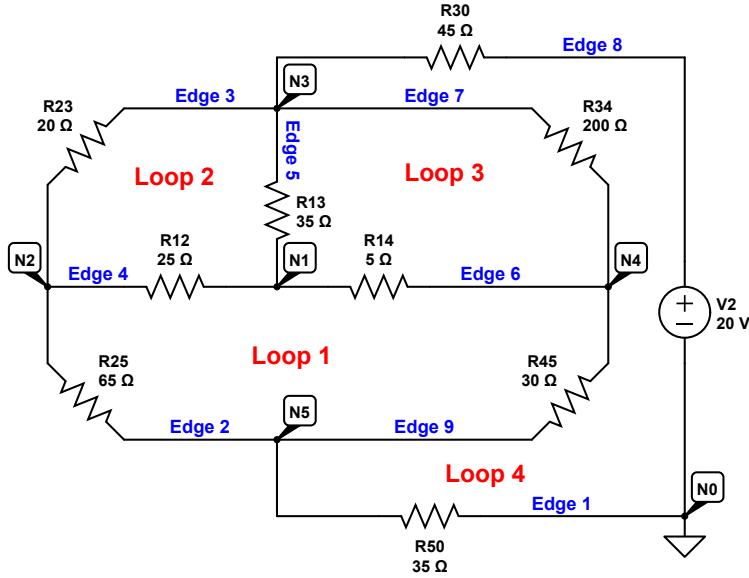 R30
45 Ω
Edge 8
N3
R23
20 Ω
Edge 3
Edge 7
R34
200 Ω
Edge 5
Loop 2
Loop 3
R13
35 Ω
N2
R12
25 Ω
N1
R14
5 Ω
N4
Edge 4
Edge 6
+
−
V2
20 V
Loop 1
R25
65 Ω
R45
30 Ω
N5
Edge 2
Edge 9
Loop 4
N0
Edge 1
R50
35 Ω